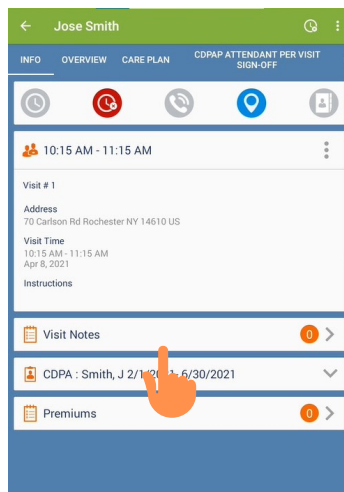 Jose Smith
INFO OVERVIEW CARE PLAN CDPAP ATTENDANT PER VISIT
SIGN-OFF
10:15 AM - 11:15 AM
Visit # 1
Address
70 Carlson Rd Rochester NY 14610 US
Visit Time
10:15 AM - 11:15 AM
Apr 8, 2021
Instructions
Visit Notes 0
CDPA : Smith, J 6/30/2021
Premiums 0